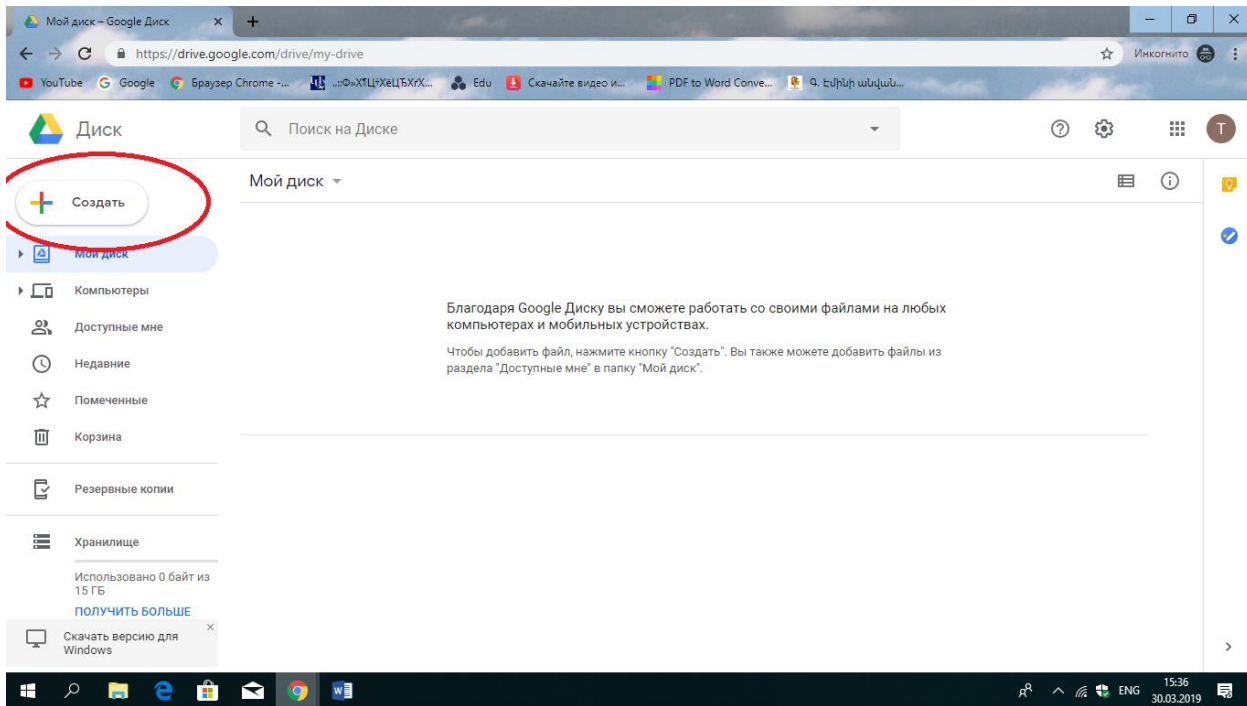 Мой диск – Google Диск
https://drive.google.com/drive/my-drive
Инкогнито
YouTube Google Браузер Chrome -... ..::Ф»Х¶Ц‡ХёЦЂХґХ... Edu Скачайте видео и... PDF to Word Conve... Գ. Էլինի անվան...
Диск
Поиск на Диске
T
Создать
Мой диск
Мой диск
Компьютеры
Доступные мне
Недавние
Помеченные
Корзина
Резервные копии
Хранилище
Использовано 0 байт из
15 ГБ
ПОЛУЧИТЬ БОЛЬШЕ
Скачать версию для
Windows
Благодаря Google Диску вы сможете работать со своими файлами на любых
компьютерах и мобильных устройствах.
Чтобы добавить файл, нажмите кнопку "Создать". Вы также можете добавить файлы из
раздела "Доступные мне" в папку "Мой диск".
ENG
15:36
30.03.2019